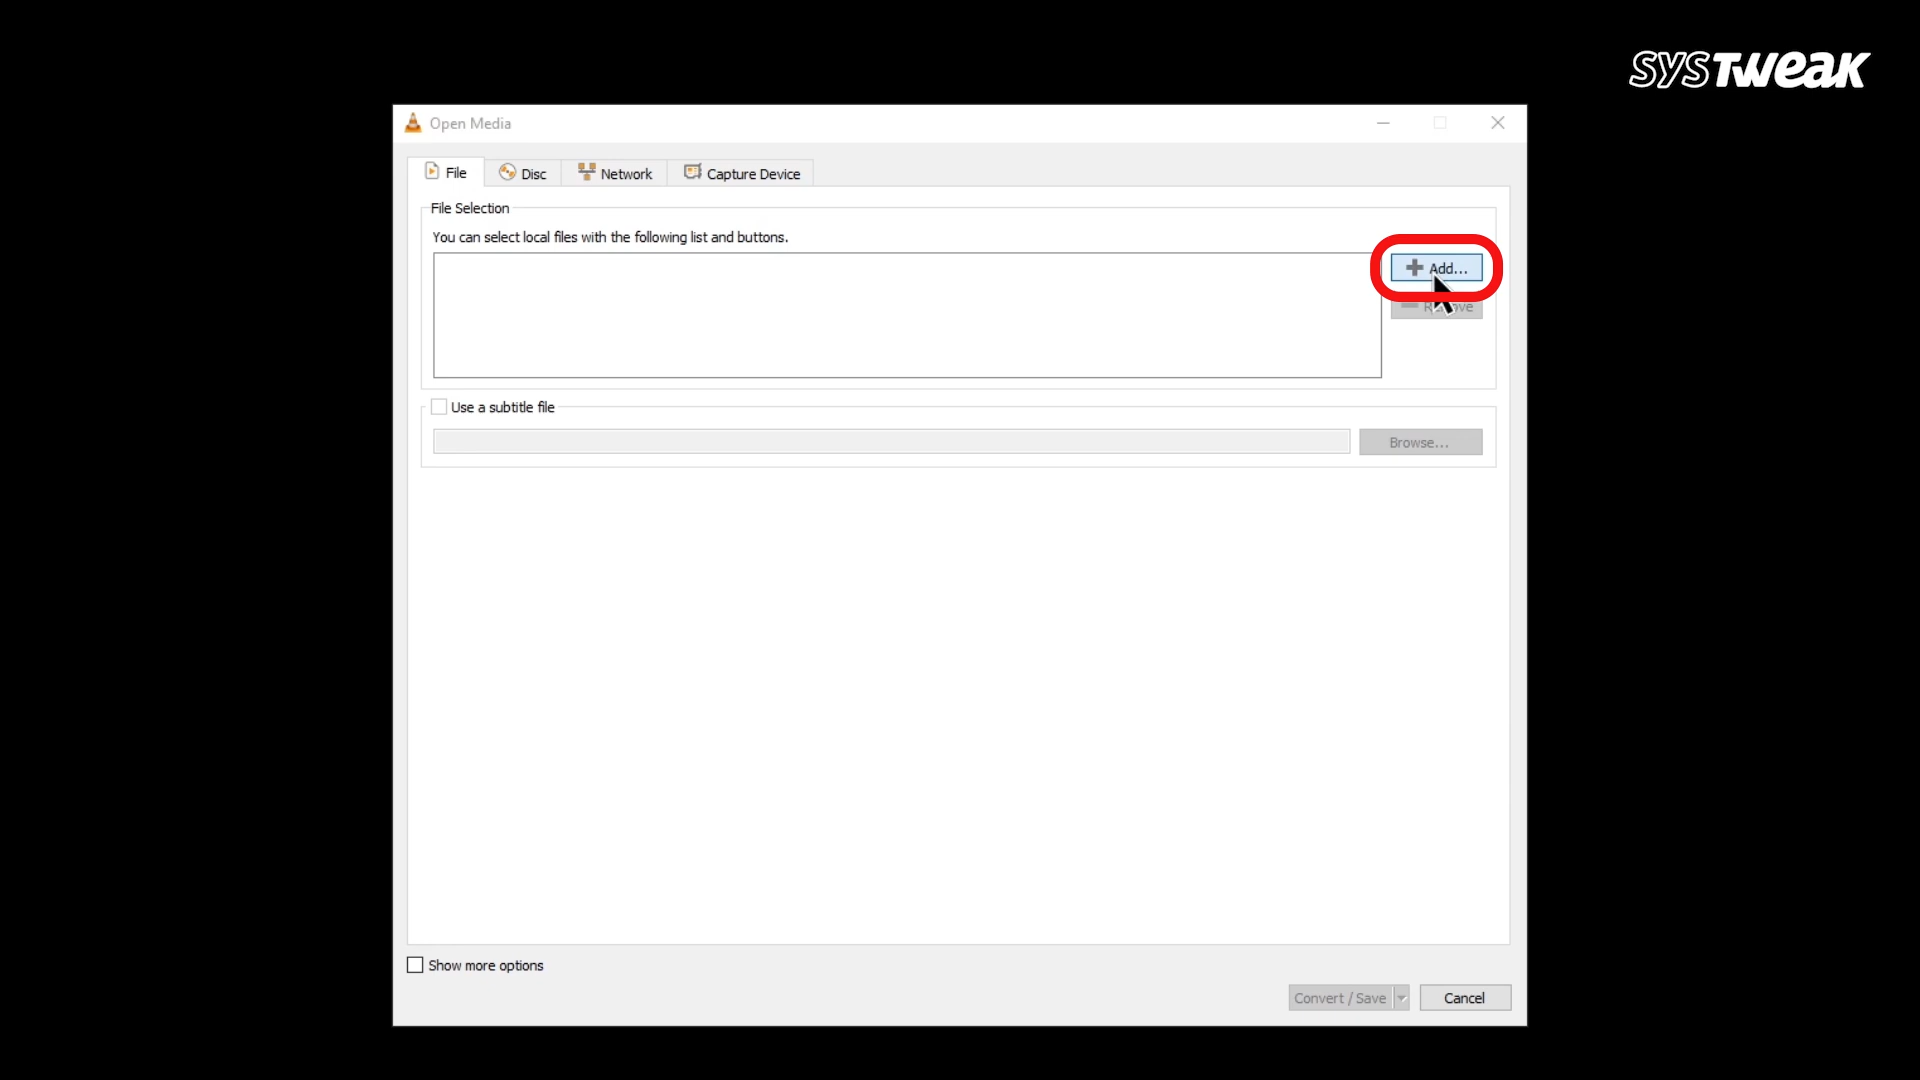 SYSTWEAK
Open Media
File
Disc
Network
Capture Device
File Selection
You can select local files with the following list and buttons.
Add...
Remove
Use a subtitle file
Browse...
Show more options
Convert / Save
Cancel